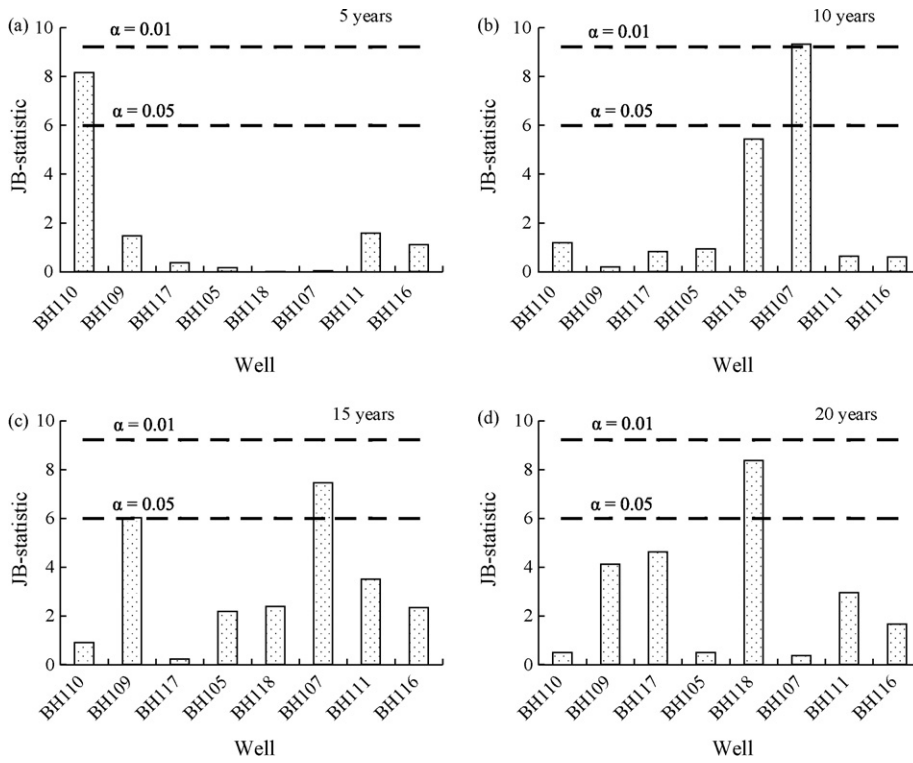 (a)
5 years
10
8
6
4
2
0
JB-statistic
α = 0.01
α = 0.05
BH110
BH109
BH117
BH105
BH118
BH107
BH111
BH116
Well
(b)
10 years
10
8
6
4
2
0
JB-statistic
α = 0.01
α = 0.05
BH110
BH109
BH117
BH105
BH118
BH107
BH111
BH116
Well
(c)
15 years
10
8
6
4
2
0
JB-statistic
α = 0.01
α = 0.05
BH110
BH109
BH117
BH105
BH118
BH107
BH111
BH116
Well
(d)
20 years
10
8
6
4
2
0
JB-statistic
α = 0.01
α = 0.05
BH110
BH109
BH117
BH105
BH118
BH107
BH111
BH116
Well